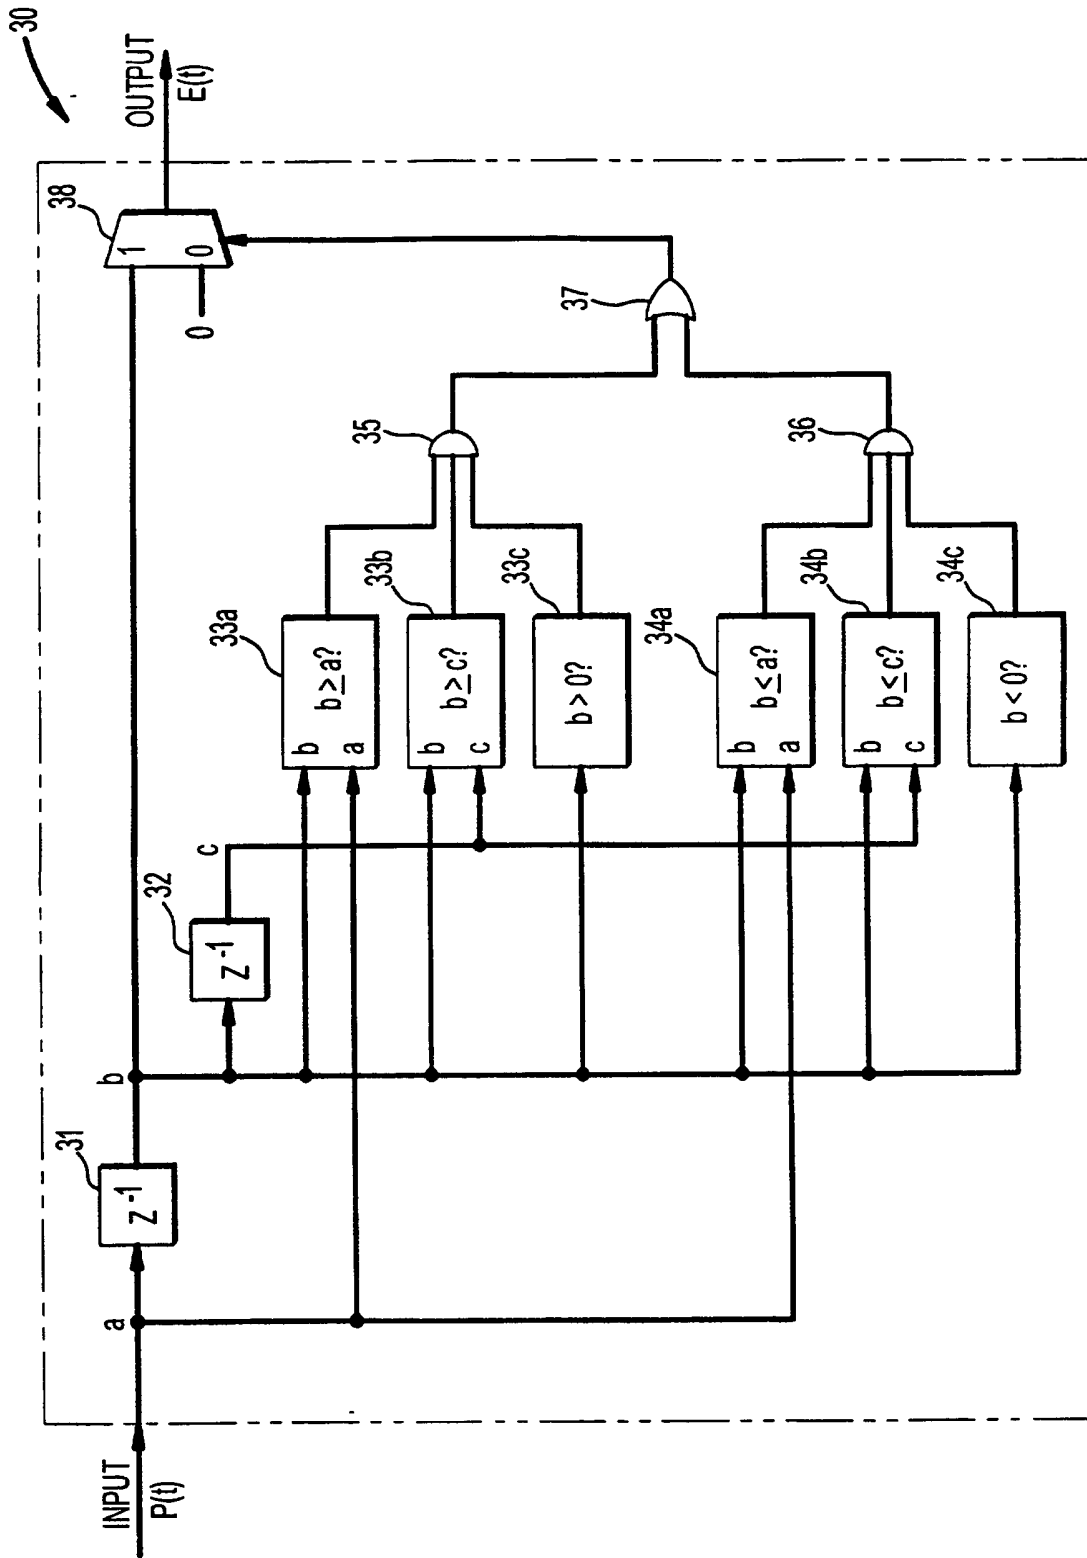 30
INPUT
P(t)
a
31
Z -1
b
32
Z -1
c
33a
b
a
b ≥ a?
33b
b
c
b ≥ c?
33c
b > 0?
34a
b
a
b ≤ a?
34b
b
c
b ≤ c?
34c
b < 0?
35
36
37
38
1
0
0
OUTPUT
E(t)